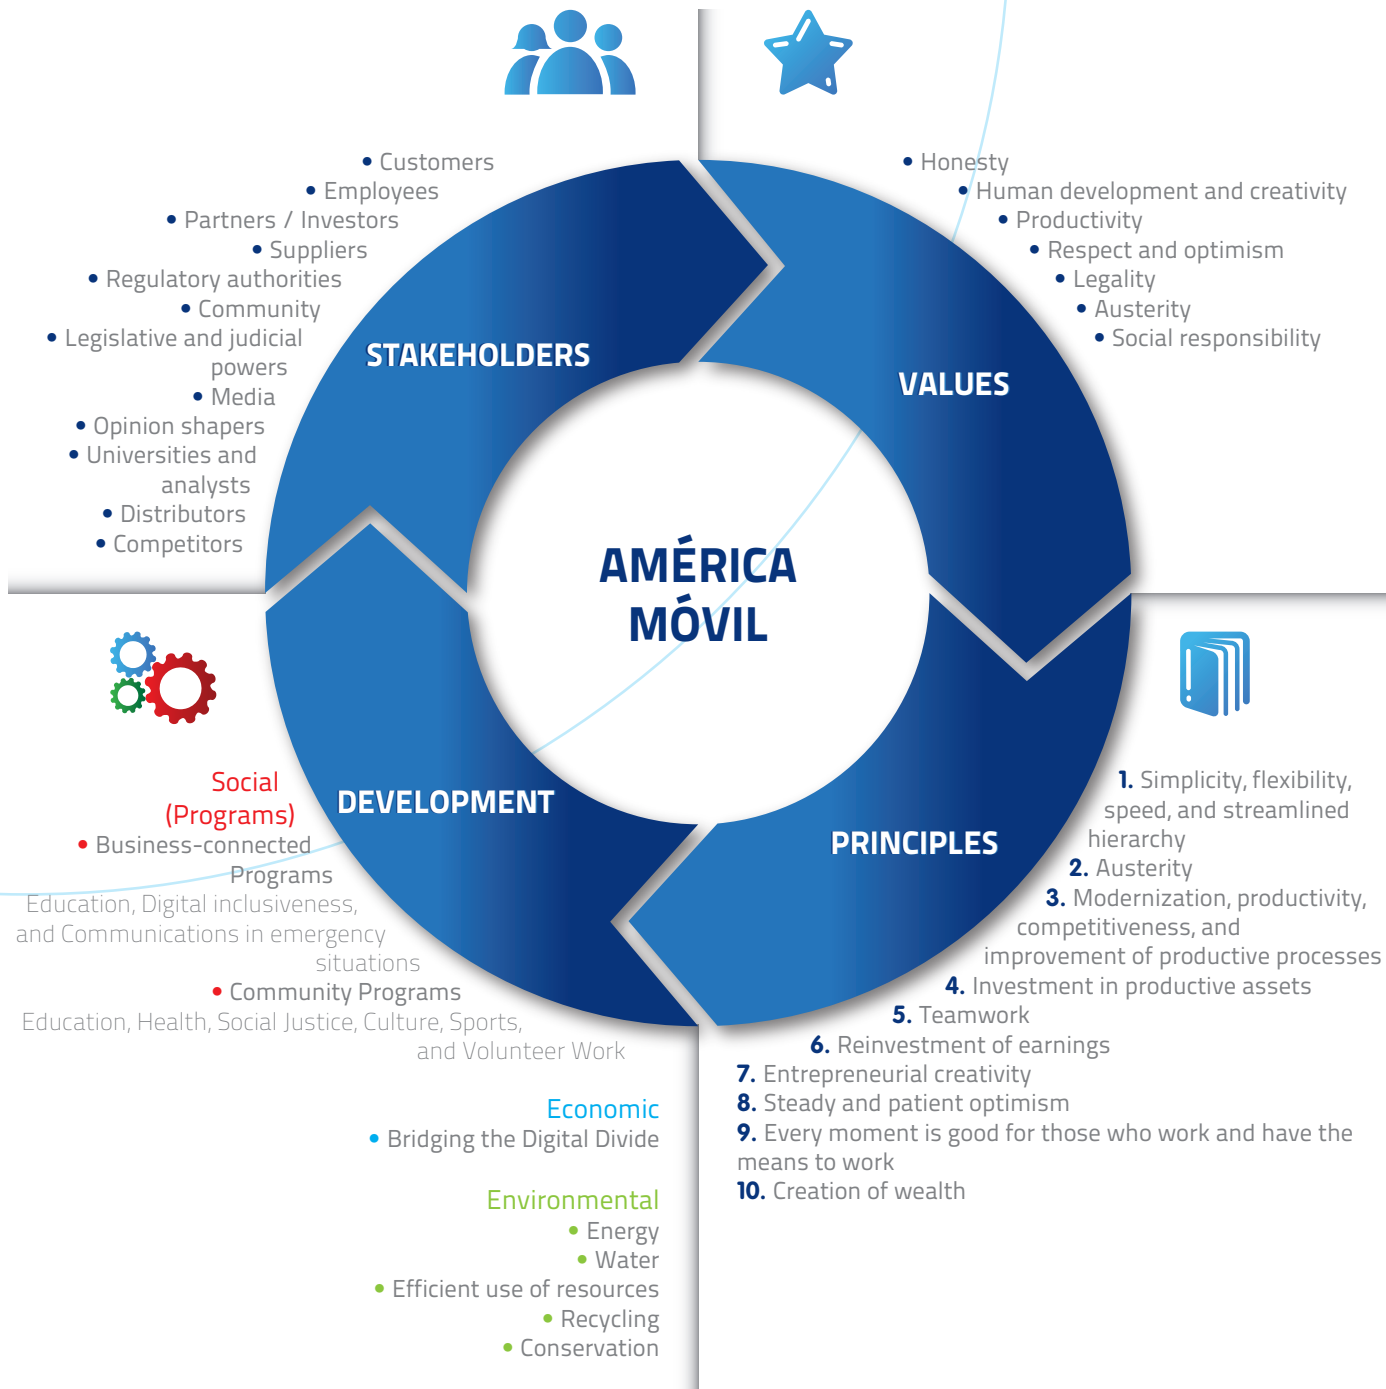 • Customers
• Employees
• Partners / Investors
• Suppliers
• Regulatory authorities
• Community
• Legislative and judicial
powers
• Media
• Opinion shapers
• Universities and
analysts
• Distributors
• Competitors
STAKEHOLDERS
• Honesty
• Human development and creativity
• Productivity
• Respect and optimism
• Legality
• Austerity
• Social responsibility
VALUES
AMÉRICA
MÓVIL
DEVELOPMENT
Social
(Programs)
• Business-connected
Programs
Education, Digital inclusiveness,
and Communications in emergency
situations
• Community Programs
Education, Health, Social Justice, Culture, Sports,
and Volunteer Work
Economic
• Bridging the Digital Divide
Environmental
• Energy
• Water
• Efficient use of resources
• Recycling
• Conservation
PRINCIPLES
1. Simplicity, flexibility,
speed, and streamlined
hierarchy
2. Austerity
3. Modernization, productivity,
competitiveness, and
improvement of productive processes
4. Investment in productive assets
5. Teamwork
6. Reinvestment of earnings
7. Entrepreneurial creativity
8. Steady and patient optimism
9. Every moment is good for those who work and have the
means to work
10. Creation of wealth